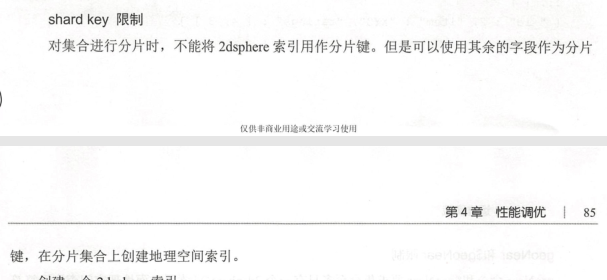 shard key 限制
对集合进行分片时，不能将 2dsphere 索引用作分片键。但是可以使用其余的字段作为分片
仅供非商业用途或交流学习使用
第 4 章 性能调优 | 85
键，在分片集合上创建地理空间索引。